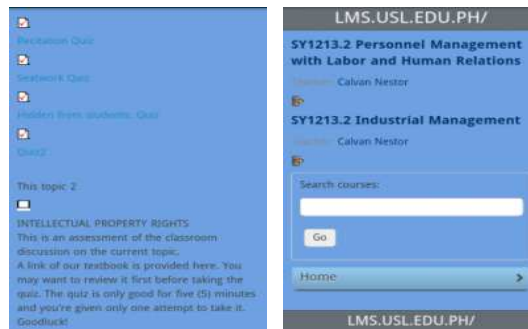 Recitation Quiz
Seatwork Quiz
Hidden from students: Quiz
Quiz2
This topic 2
INTELLECTUAL PROPERTY RIGHTS
This is an assessment of the classroom
discussion on the current topic.
A link of our textbook is provided here. You
may want to review it first before taking the
quiz. The quiz is only good for five (5) minutes
and you're given only one attempt to take it.
Goodluck!
LMS.USL.EDU.PH/
SY1213.2 Personnel Management
with Labor and Human Relations
Calvan Nestor
SY1213.2 Industrial Management
Calvan Nestor
Search courses:
Go
Home
LMS.USL.EDU.PH/